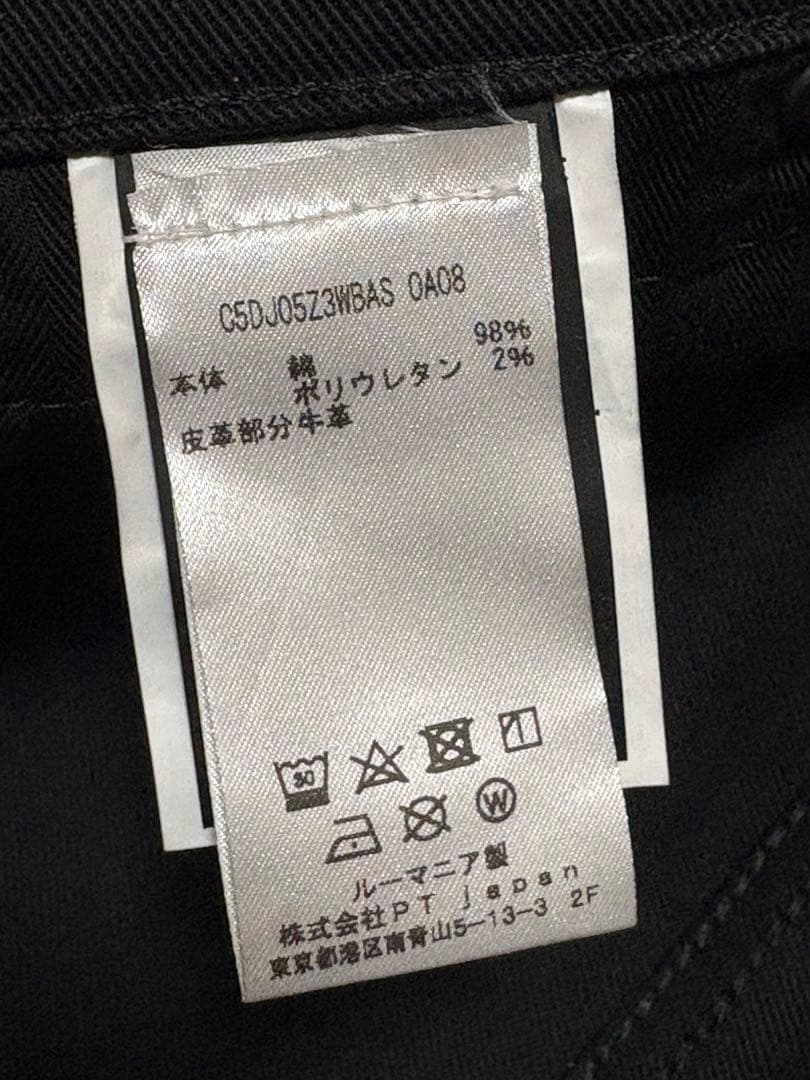 C5DJ05Z3WBAS 0A08
本体 綿 98%
ポリウレタン 2%
皮革部分牛革
30
W
ルーマニア製
株式会社PT japan
東京都港区南青山5-13-3 2F